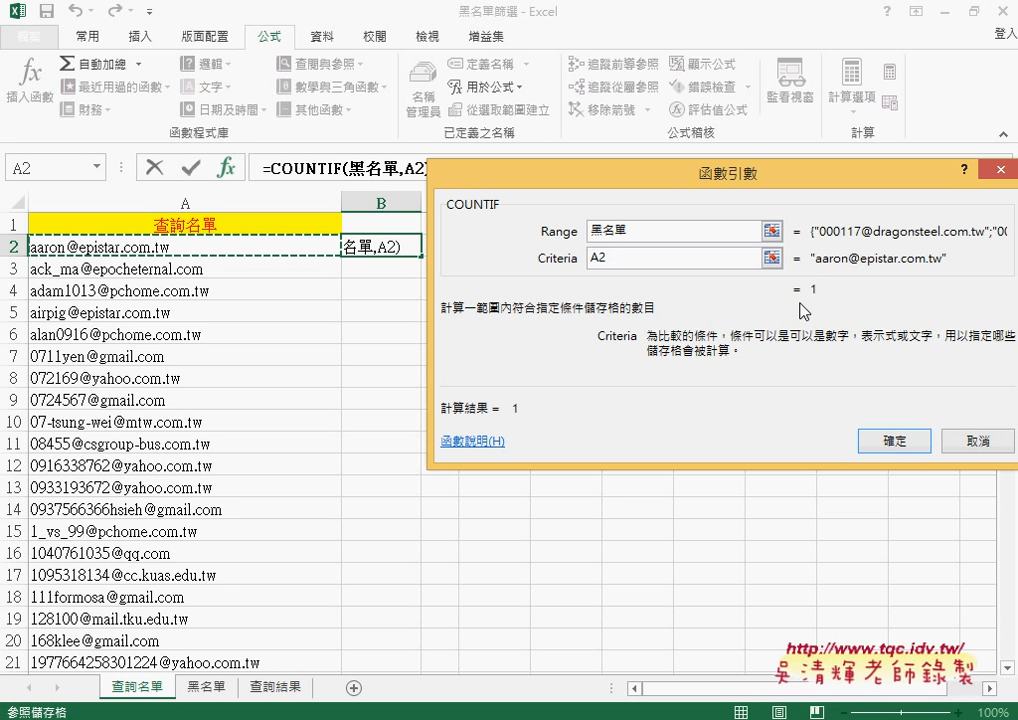 黑名單篩選 - Excel
登入
檔案
常用
插入
版面配置
公式
資料
校閱
檢視
增益集
fx
插入函數
Σ 自動加總
最近用過的函數
財務
邏輯
文字
日期及時間
查閱與參照
數學與三角函數
其他函數
函數程式庫
名稱
管理員
定義名稱
用於公式
從選取範圍建立
已定義之名稱
追蹤前導參照
追蹤從屬參照
移除箭號
顯示公式
錯誤檢查
評估值公式
公式稽核
監看視窗
計算選項
計算
A2
fx
=COUNTIF(黑名單,A2)
A
B
1 查詢名單
2 aaron@epistar.com.tw 名單,A2)
3 ack_ma@epocheternal.com
4 adam1013@pchome.com.tw
5 airpig@epistar.com.tw
6 alan0916@pchome.com.tw
7 0711yen@gmail.com
8 072169@yahoo.com.tw
9 0724567@gmail.com
10 07-tsung-wei@mtw.com.tw
11 08455@csgroup-bus.com.tw
12 0916338762@yahoo.com.tw
13 0933193672@yahoo.com.tw
14 0937566366hsieh@gmail.com
15 1_vs_99@pchome.com.tw
16 1040761035@qq.com
17 1095318134@cc.kuas.edu.tw
18 111formosa@gmail.com
19 128100@mail.tku.edu.tw
20 168klee@gmail.com
21 1977664258301224@yahoo.com.tw
函數引數
COUNTIF
Range 黑名單 = {"000117@dragonsteel.com.tw";"00
Criteria A2 = "aaron@epistar.com.tw"
= 1
計算一範圍內符合指定條件儲存格的數目
Criteria 為比較的條件，條件可以是可以是數字，表示式或文字，用以指定哪些
儲存格會被計算。
計算結果 = 1
函數說明(H)
確定
取消
http://www.tqc.idv.tw/
吳清輝老師錄製
查詢名單
黑名單
查詢結果
參照儲存格
100%